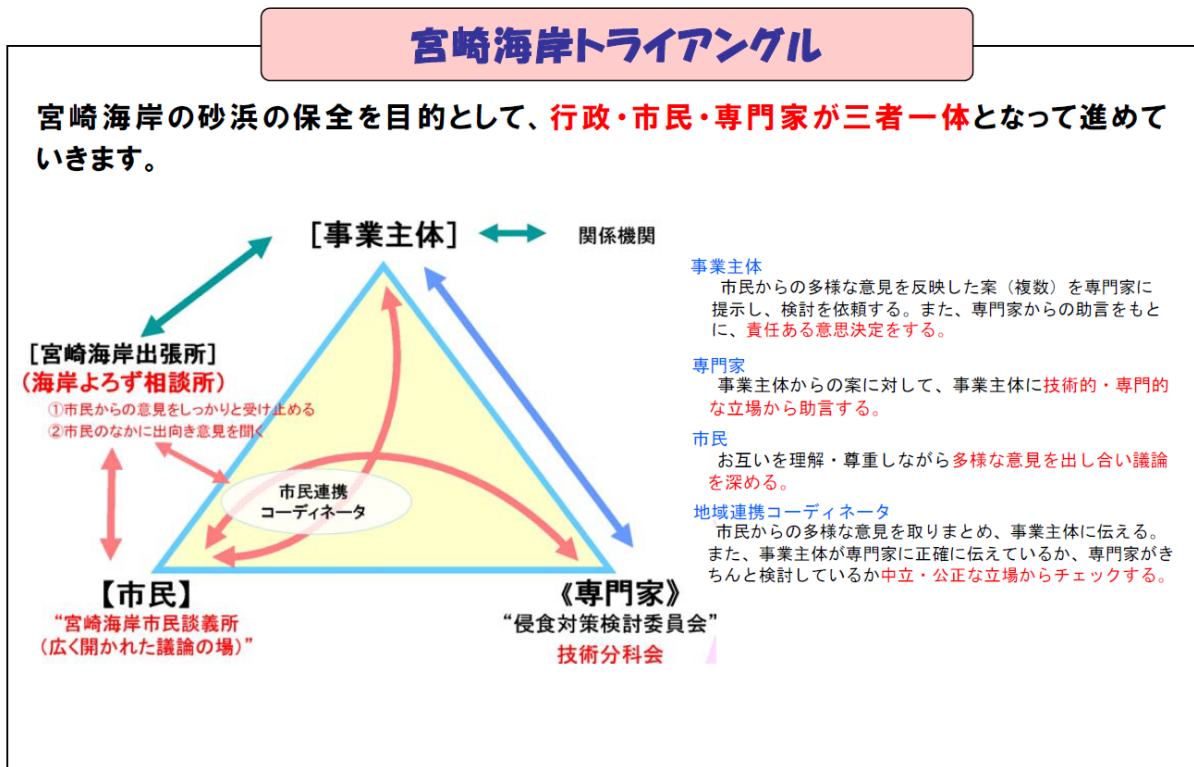 宮崎海岸トライアングル
宮崎海岸の砂浜の保全を目的として、行政・市民・専門家が三者一体となって進めて
いきます。
［事業主体］
関係機関
［宮崎海岸出張所］
（海岸よろず相談所）
①市民からの意見をしっかりと受け止める
②市民のなかに出向き意見を聞く
市民連携
コーディネータ
【市民】
“宮崎海岸市民談義所
（広く開かれた議論の場）”
《専門家》
“侵食対策検討委員会”
技術分科会
事業主体
市民からの多様な意見を反映した案（複数）を専門家に
提示し、検討を依頼する。また、専門家からの助言をもと
に、責任ある意思決定をする。
専門家
事業主体からの案に対して、事業主体に技術的・専門的
な立場から助言する。
市民
お互いを理解・尊重しながら多様な意見を出し合い議論
を深める。
地域連携コーディネータ
市民からの多様な意見を取りまとめ、事業主体に伝える。
また、事業主体が専門家に正確に伝えているか、専門家がき
ちんと検討しているか中立・公正な立場からチェックする。